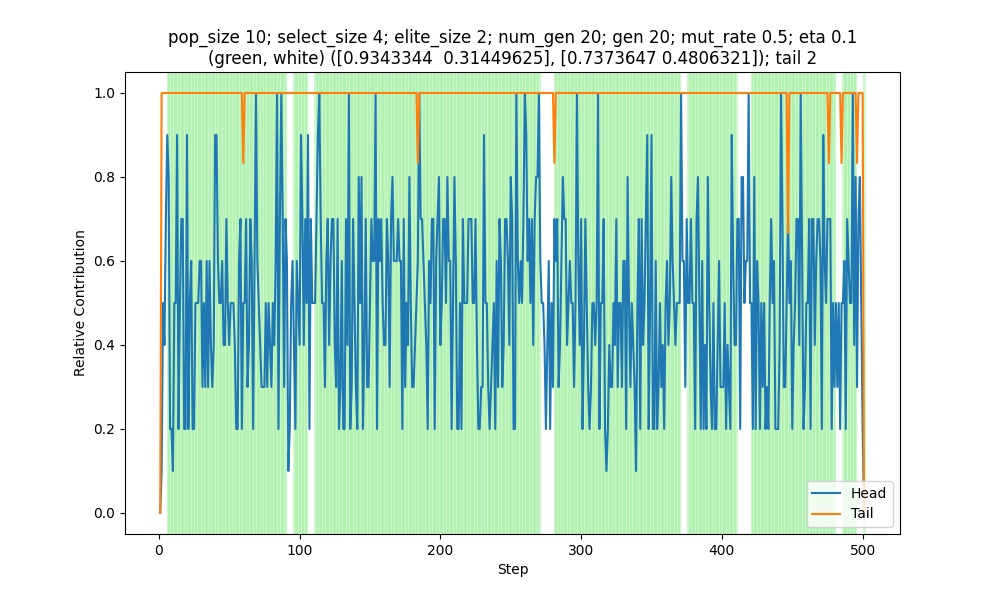 pop_size 10; select_size 4; elite_size 2; num_gen 20; gen 20; mut_rate 0.5; eta 0.1
(green, white) ([0.9343344  0.31449625], [0.7373647 0.4806321]); tail 2
1.0
0.8
0.6
0.4
0.2
0.0
Relative Contribution
0
100
200
300
400
500
Step
Head
Tail